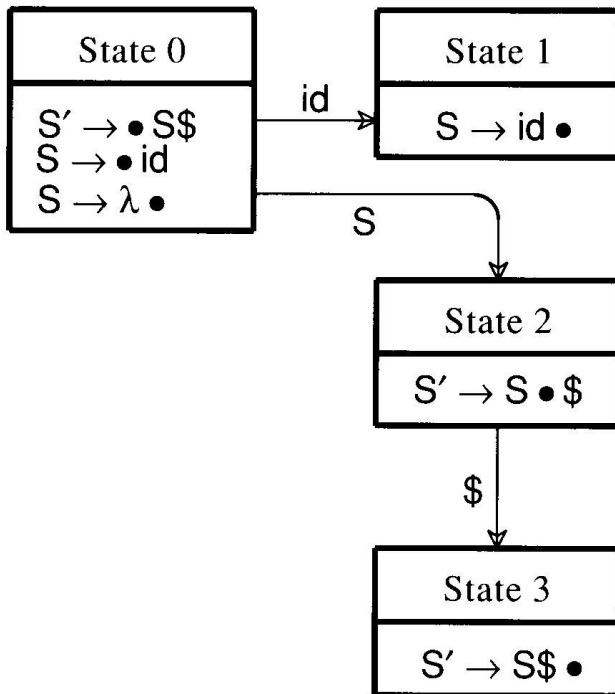 State 0
S′ → ● S$
S → ● id
S → λ ●
id
State 1
S → id ●
S
State 2
S′ → S ● $
$
State 3
S′ → S$ ●